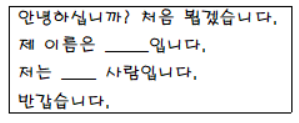 안녕하십니까? 처음 뵙겠습니다.
제 이름은 _____입니다.
저는 ____ 사람입니다.
반갑습니다.